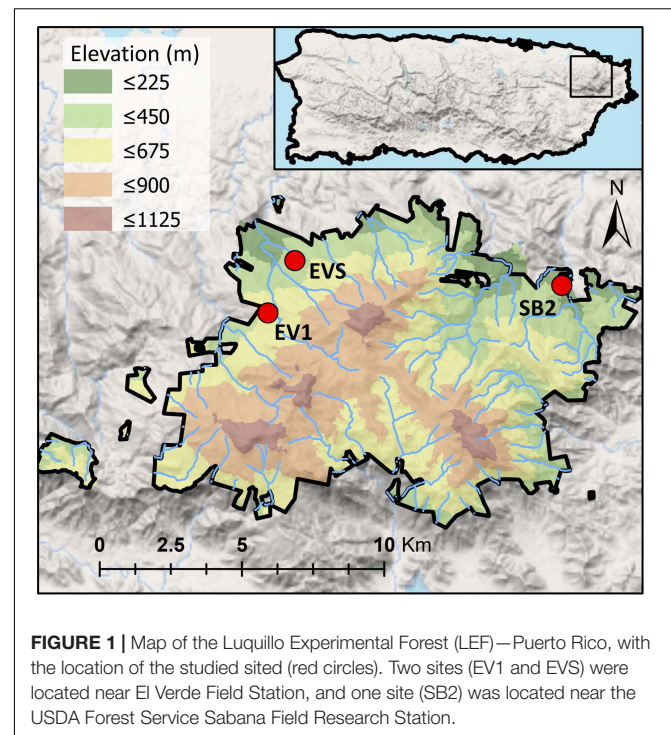 Elevation (m)
≤225
≤450
≤675
≤900
≤1125
N
EVS
SB2
EV1
0 2.5 5 10 Km
FIGURE 1 | Map of the Luquillo Experimental Forest (LEF)—Puerto Rico, with
the location of the studied sited (red circles). Two sites (EV1 and EVS) were
located near El Verde Field Station, and one site (SB2) was located near the
USDA Forest Service Sabana Field Research Station.